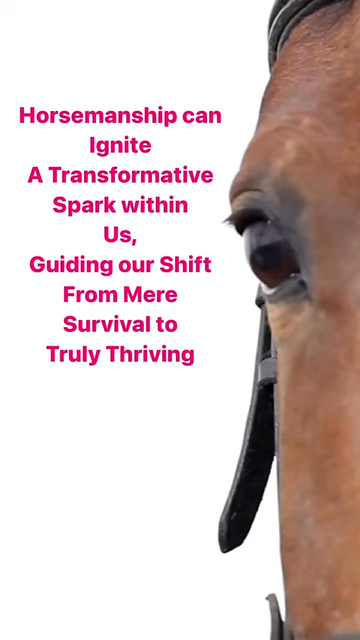 Horsemanship can
Ignite
A Transformative
Spark within
Us,
Guiding our Shift
From Mere
Survival to
Truly Thriving